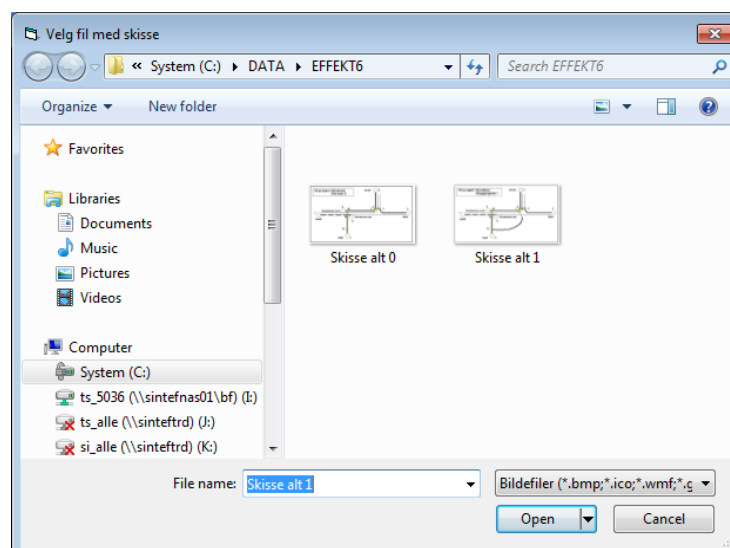 Velg fil med skisse
« System (C:) DATA EFFEKT6
Search EFFEKT6
Organize New folder
Favorites
Libraries
Documents
Music
Pictures
Videos
Computer
System (C:)
ts_5036 (\\sintefnas01\bf) (I:)
ts_alle (\\sinteftrd) (J:)
si_alle (\\sinteftrd) (K:)
Skisse alt 0
Skisse alt 1
File name: Skisse alt 1
Bildefiler (*.bmp;*.ico;*.wmf;*.g
Open Cancel